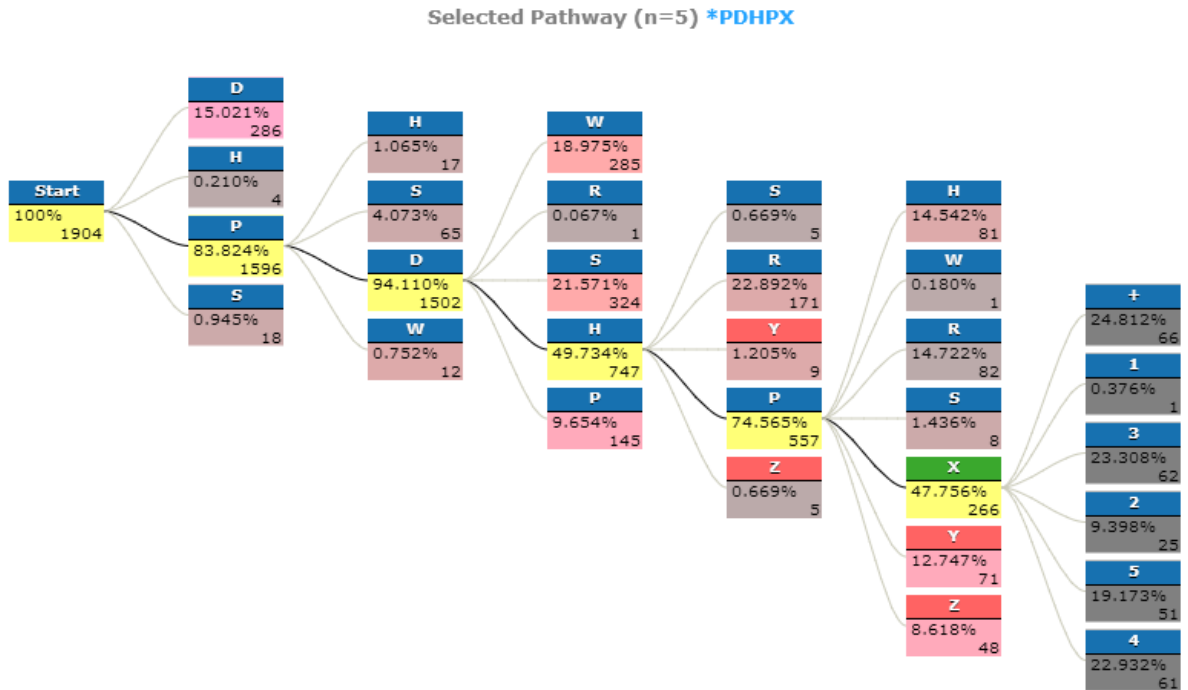 Selected Pathway (n=5) *PDHPX
Start
100%
1904
D
15.021%
286
H
0.210%
4
P
83.824%
1596
S
0.945%
18
H
1.065%
17
S
4.073%
65
D
94.110%
1502
W
0.752%
12
W
18.975%
285
R
0.067%
1
S
21.571%
324
H
49.734%
747
P
9.654%
145
S
0.669%
5
R
22.892%
171
Y
1.205%
9
P
74.565%
557
Z
0.669%
5
H
14.542%
81
W
0.180%
1
R
14.722%
82
S
1.436%
8
X
47.756%
266
Y
12.747%
71
Z
8.618%
48
+
24.812%
66
1
0.376%
1
3
23.308%
62
2
9.398%
25
5
19.173%
51
4
22.932%
61